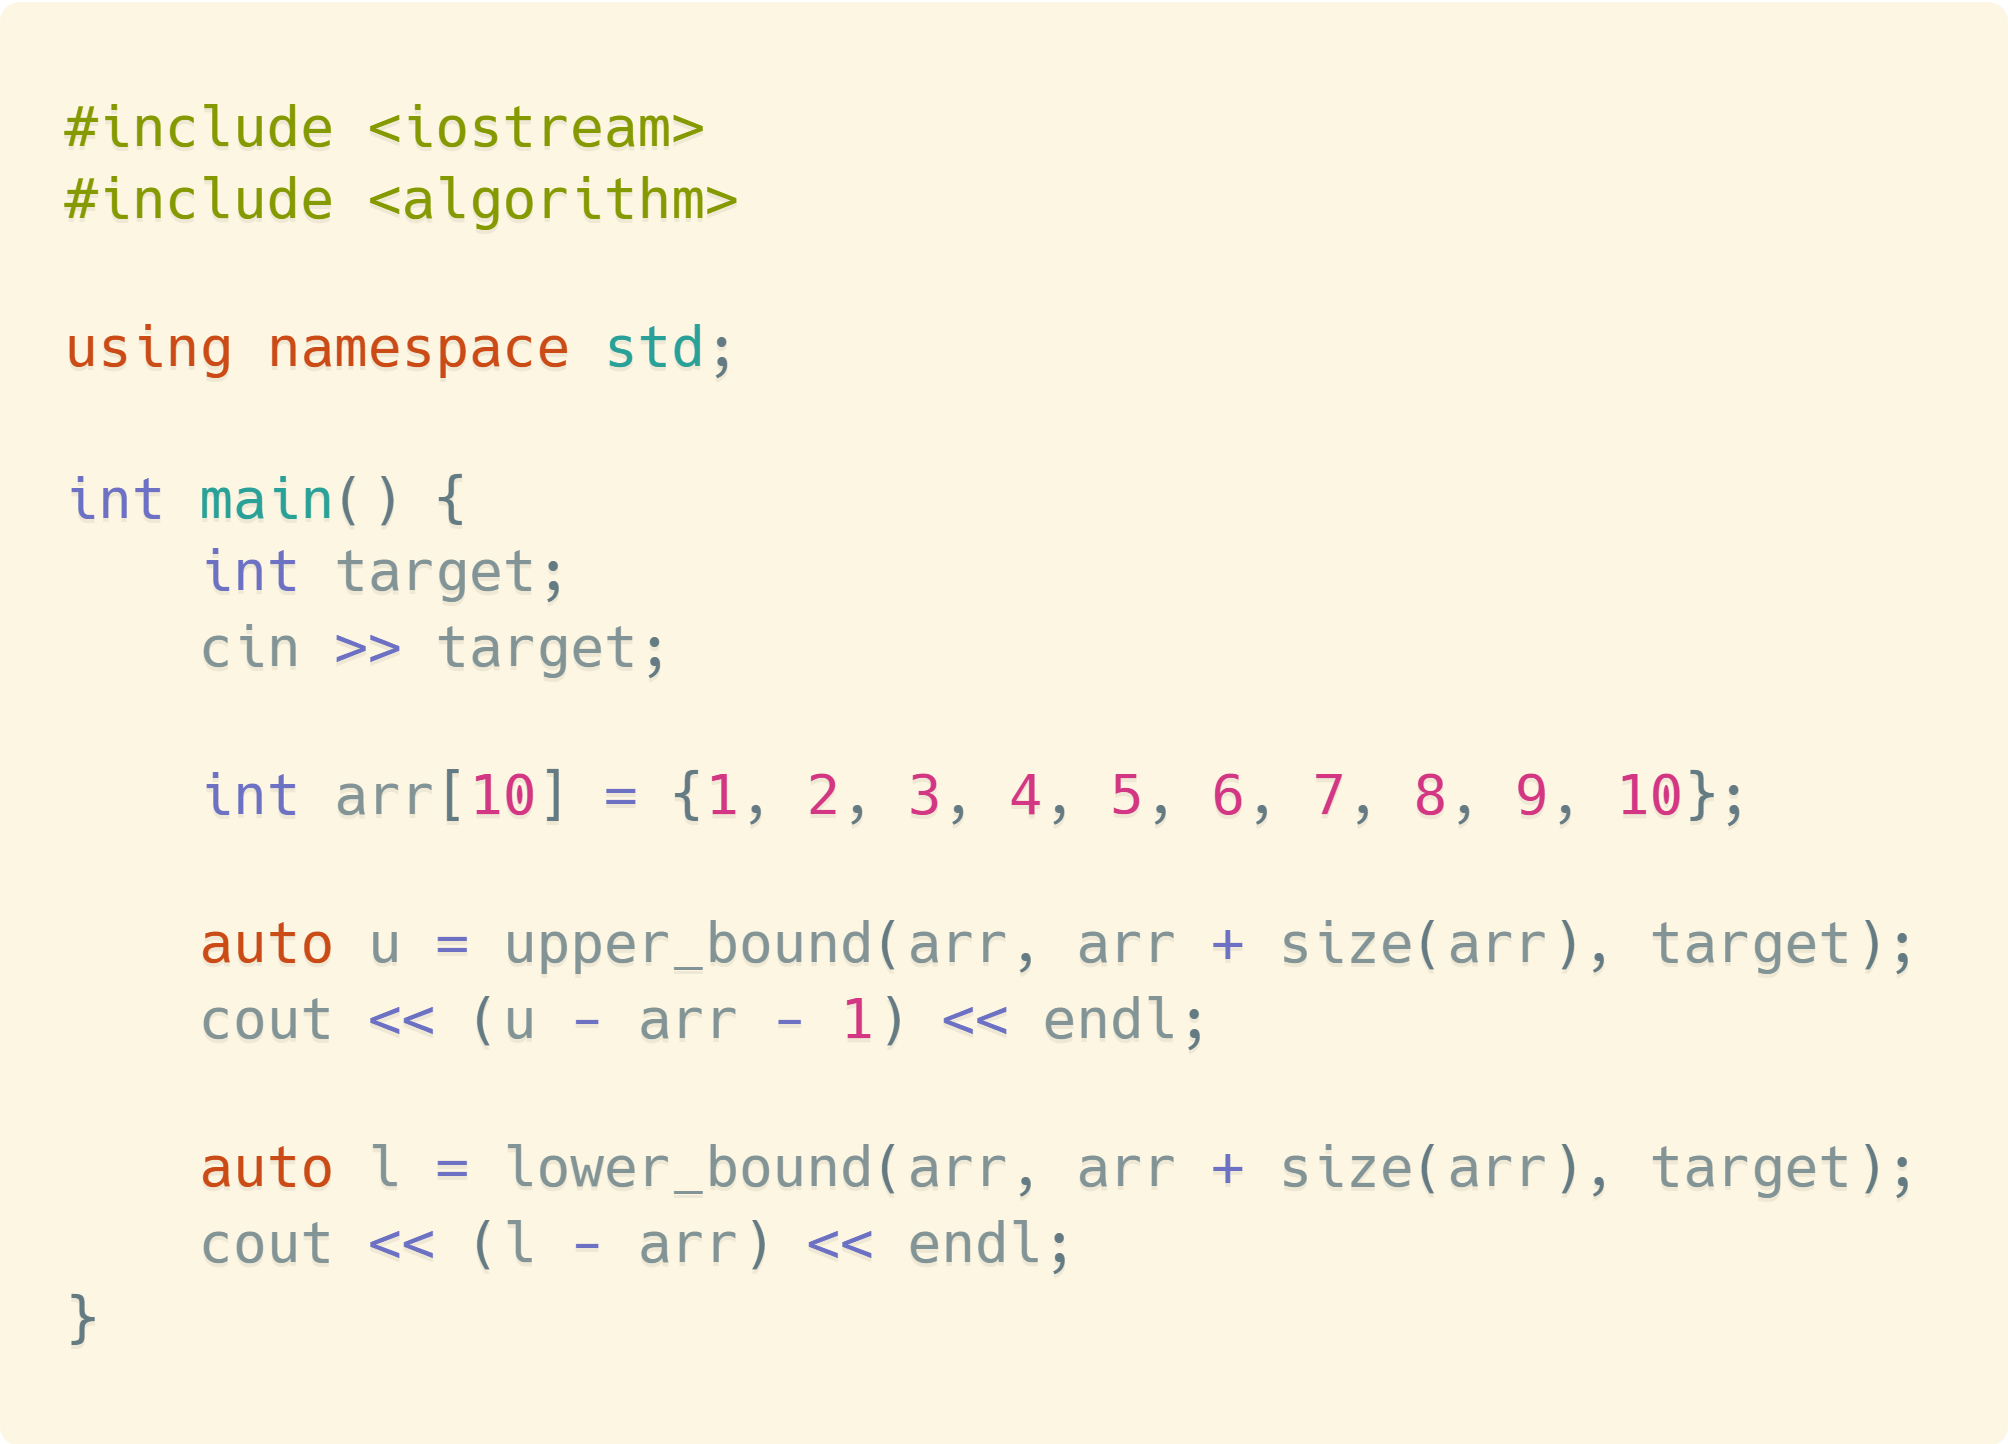 #include <iostream>
#include <algorithm>
using namespace std;
int main() {
    int target;
    cin >> target;
    int arr[10] = {1, 2, 3, 4, 5, 6, 7, 8, 9, 10};
    auto u = upper_bound(arr, arr + size(arr), target);
    cout << (u - arr - 1) << endl;
    auto l = lower_bound(arr, arr + size(arr), target);
    cout << (l - arr) << endl;
}